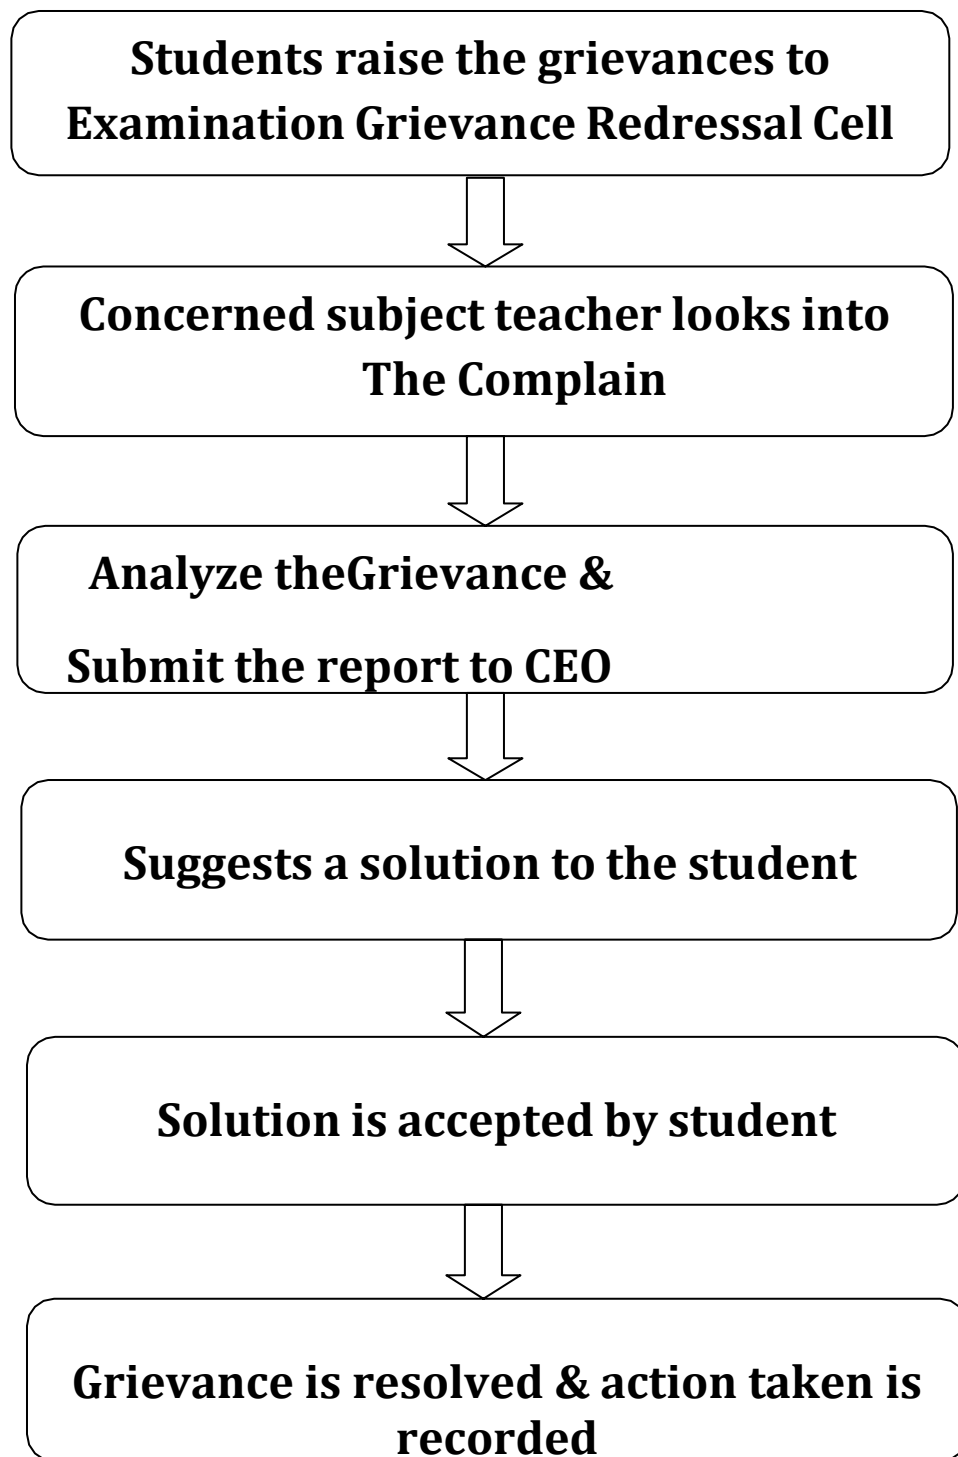 Students raise the grievances to
Examination Grievance Redressal Cell
Concerned subject teacher looks into
The Complain
Analyze theGrievance &
Submit the report to CEO
Suggests a solution to the student
Solution is accepted by student
Grievance is resolved & action taken is
recorded